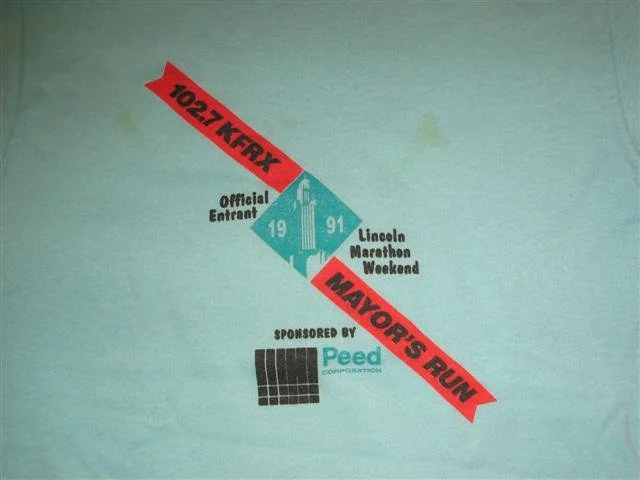 102.7 KFRX
Official
Entrant
19 91
Lincoln
Marathon
Weekend
MAYOR'S RUN
SPONSORED BY
Peed
CORPORATION